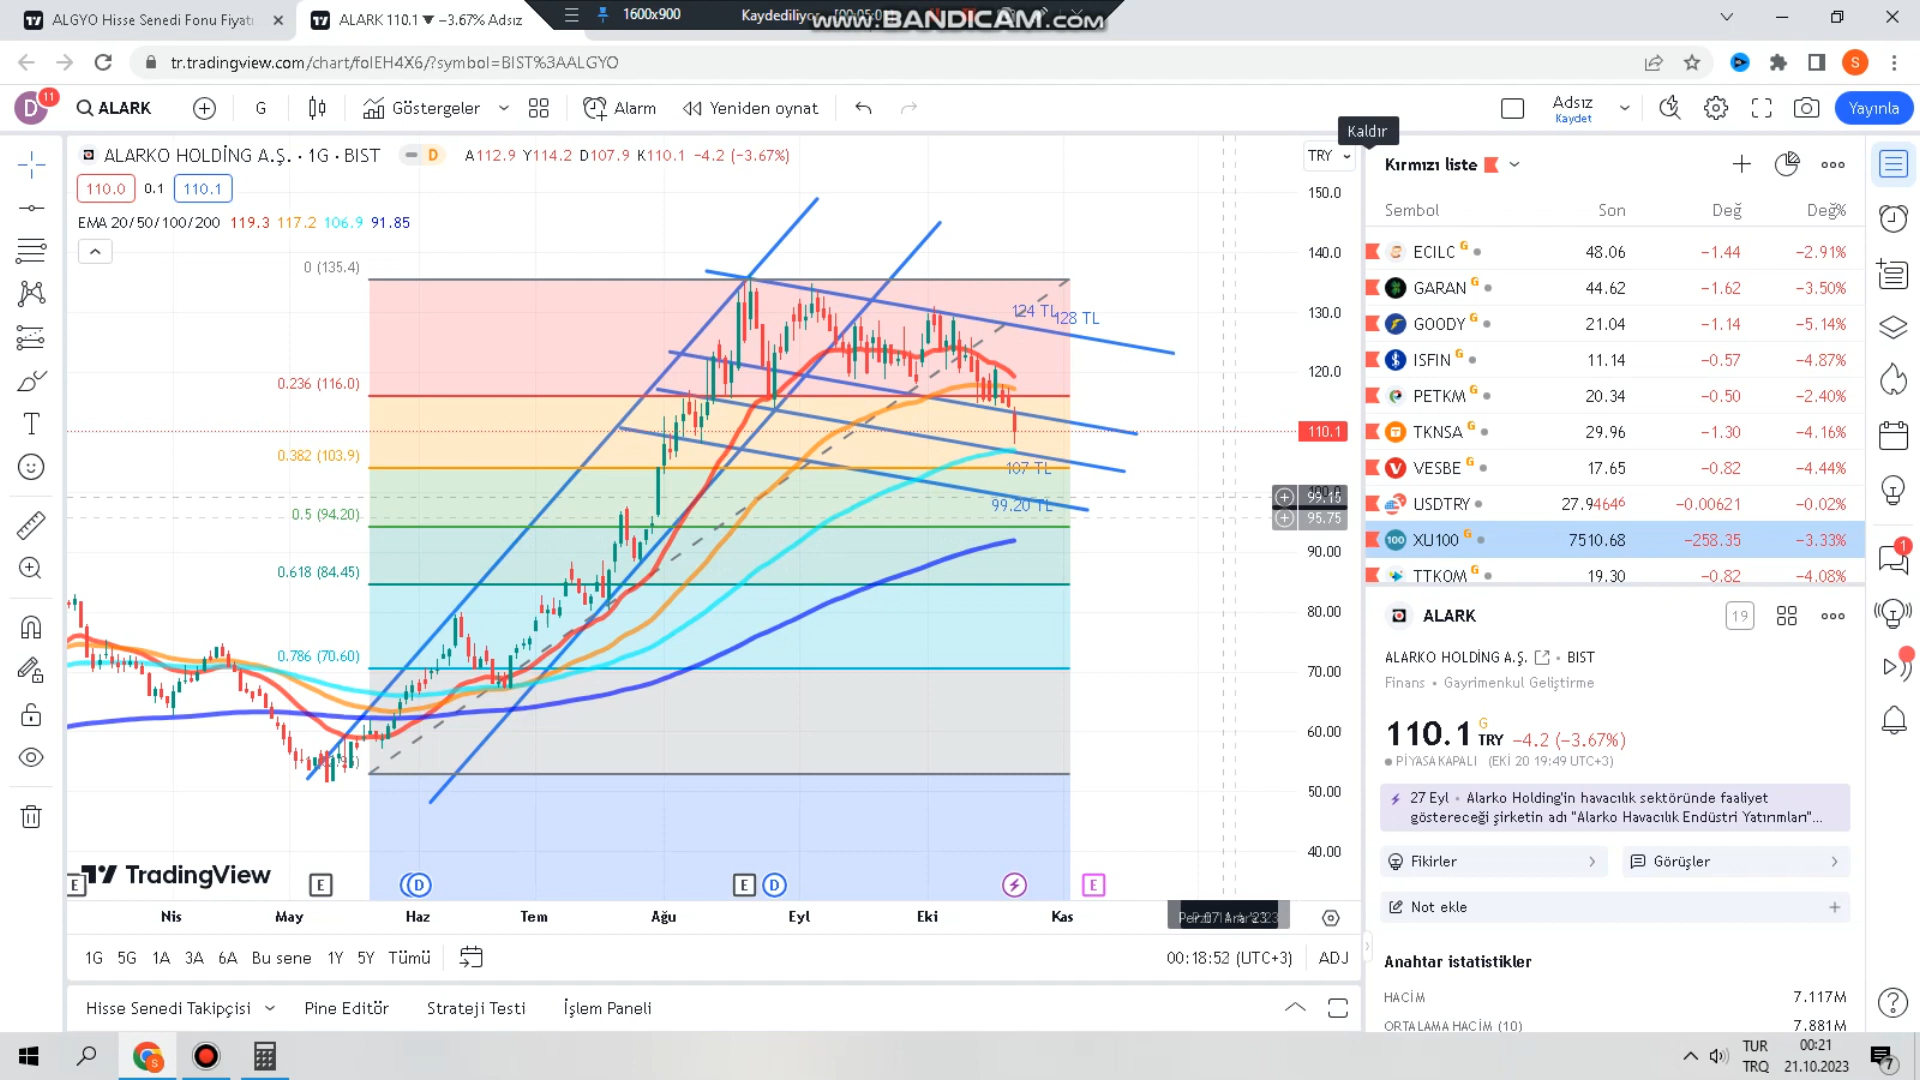 ALGYO Hisse Senedi Fonu Fiyatı
ALARK 110.1 ▼ −3.67% Adsız
1600x900
www.BANDICAM.com
tr.tradingview.com/chart/folEH4X6/?symbol=BIST%3AALGYO
S
D
11
ALARK
G
Göstergeler
Alarm
Yeniden oynat
Adsız
Kaydet
Yayınla
Kaldır
ALARKO HOLDİNG A.Ş. · 1G · BIST
D
A112.9 Y114.2 D107.9 K110.1 −4.2 (−3.67%)
110.0
0.1
110.1
EMA 20/50/100/200 119.3 117.2 106.9 91.85
TRY
150.0
140.0
130.0
120.0
110.1
99.15
95.75
90.00
80.00
70.00
60.00
50.00
40.00
0 (135.4)
0.236 (116.0)
0.382 (103.9)
0.5 (94.20)
0.618 (84.45)
0.786 (70.60)
124 TL
128 TL
107 TL
99.20 TL
TradingView
E
E
D
E
D
E
Nis
May
Haz
Tem
Ağu
Eyl
Eki
Kas
1G 5G 1A 3A 6A Bu sene 1Y 5Y Tümü
00:18:52 (UTC+3)
ADJ
Hisse Senedi Takipçisi
Pine Editör
Strateji Testi
İşlem Paneli
Kırmızı liste
Sembol Son Değ Değ%
ECILC G 48.06 −1.44 −2.91%
GARAN G 44.62 −1.62 −3.50%
GOODY G 21.04 −1.14 −5.14%
ISFIN G 11.14 −0.57 −4.87%
PETKM G 20.34 −0.50 −2.40%
TKNSA G 29.96 −1.30 −4.16%
VESBE G 17.65 −0.82 −4.44%
USDTRY 27.94646 −0.00621 −0.02%
100 XU100 G 7510.68 −258.35 −3.33%
TTKOM G 19.30 −0.82 −4.08%
ALARK
19
ALARKO HOLDİNG A.Ş. • BIST
Finans • Gayrimenkul Geliştirme
110.1 G TRY −4.2 (−3.67%)
PİYASA KAPALI (EKİ 20 19:49 UTC+3)
27 Eyl • Alarko Holding'in havacılık sektöründe faaliyet
göstereceği şirketin adı "Alarko Havacılık Endüstri Yatırımları"...
Fikirler
Görüşler
Not ekle
Anahtar istatistikler
HACİM 7.117M
ORTALAMA HACİM (10) 7.881M
1
TUR
TRQ
00:21
21.10.2023
7